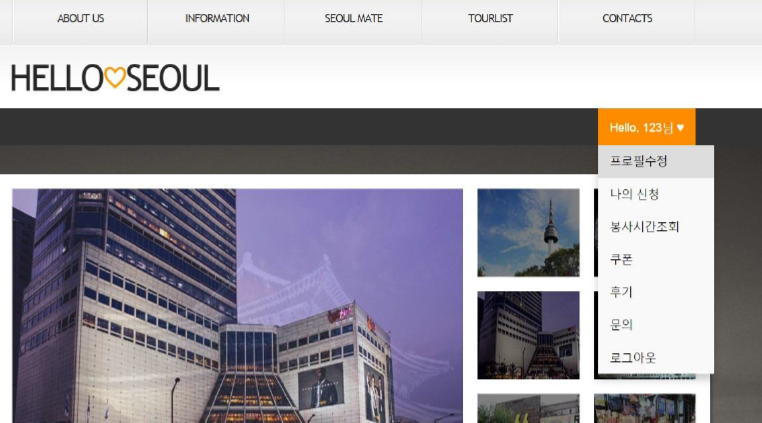 ABOUT US
INFORMATION
SEOUL MATE
TOURLIST
CONTACTS
HELLO♡SEOUL
Hello, 123님 ♥
프로필수정
나의 신청
봉사시간조회
쿠폰
후기
문의
로그아웃